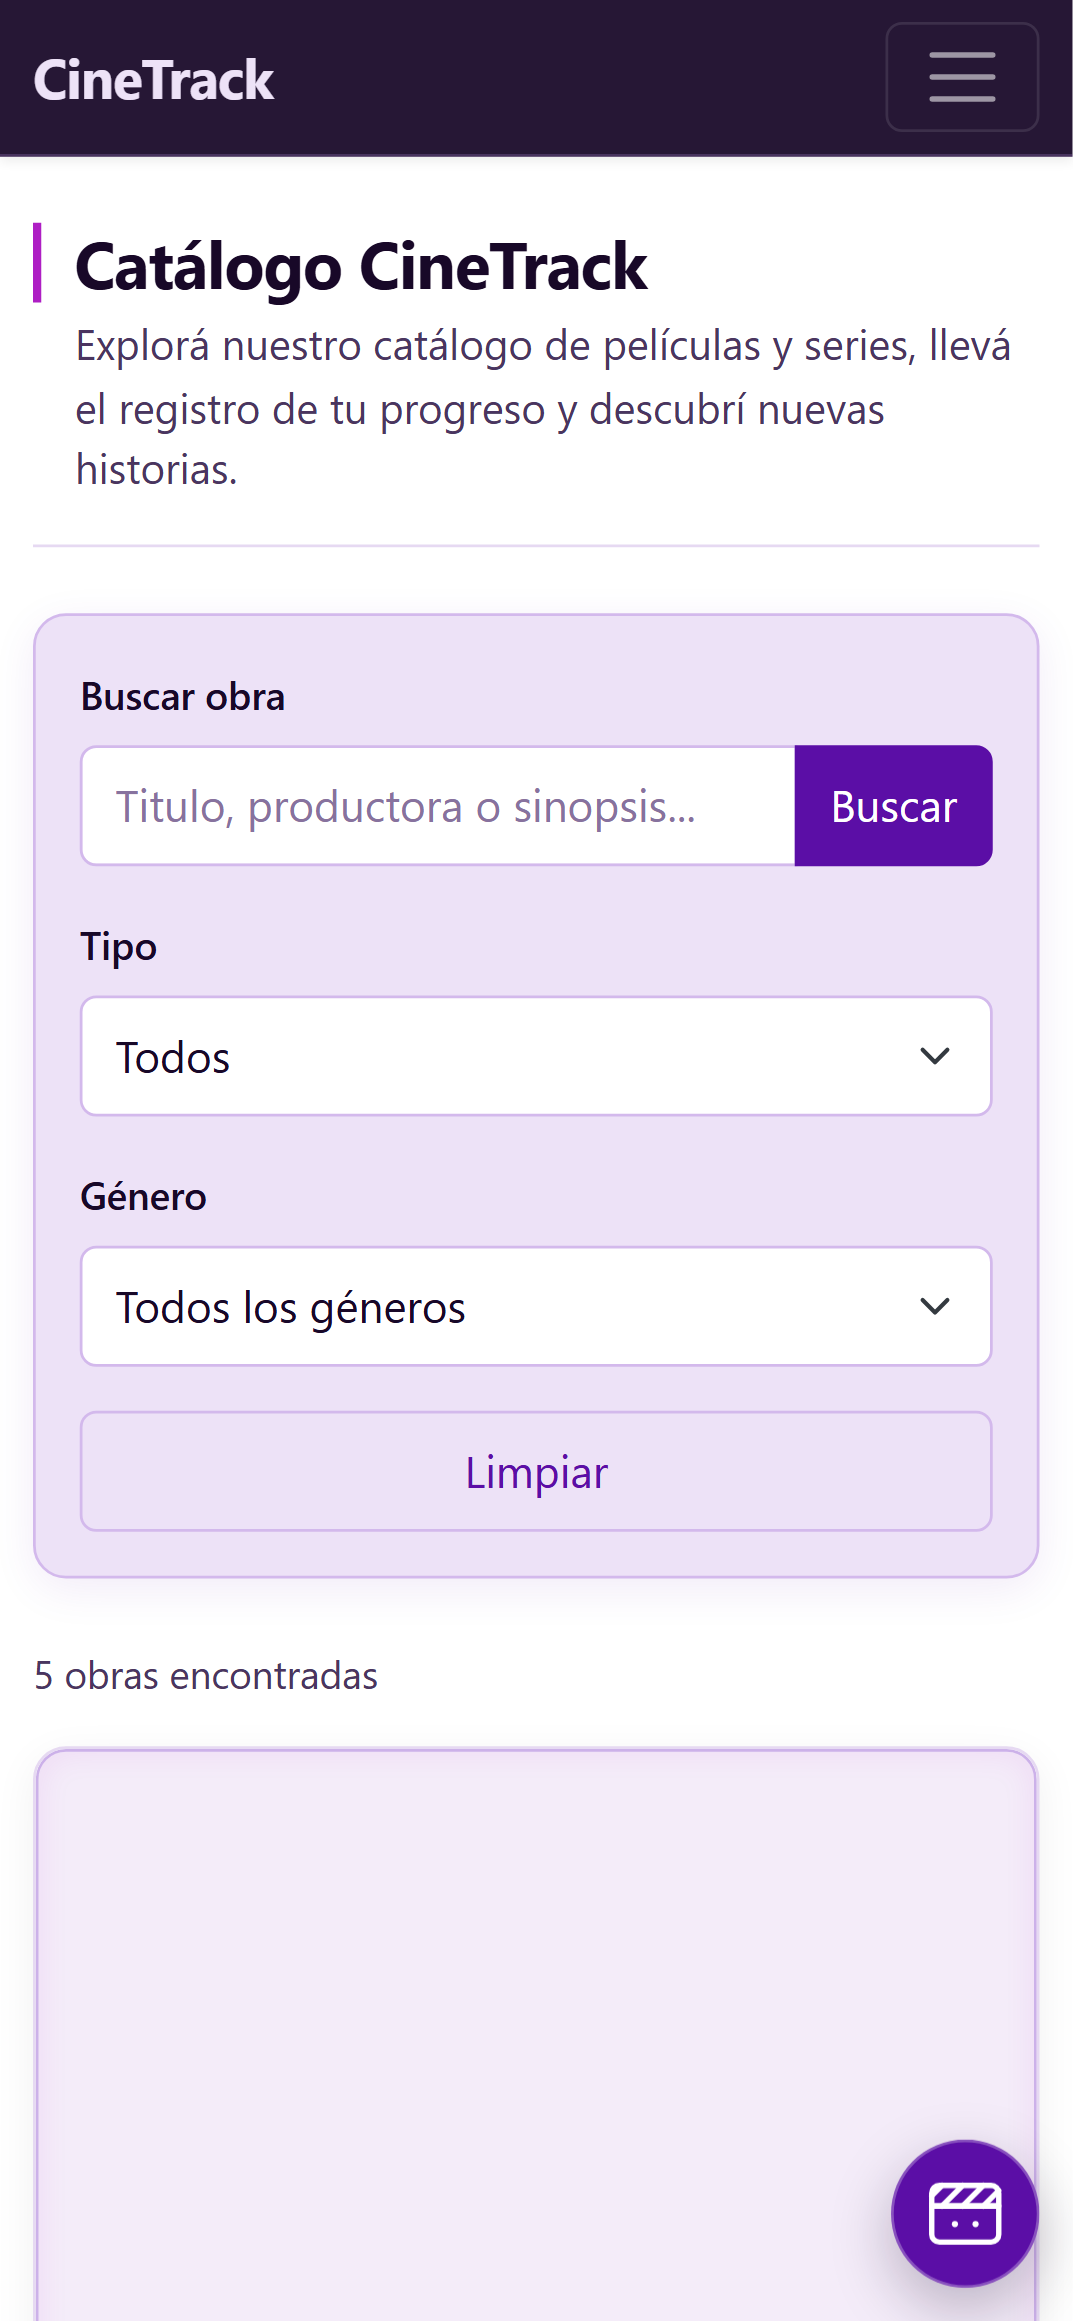 CineTrack
Catálogo CineTrack
Explorá nuestro catálogo de películas y series, llevá
el registro de tu progreso y descubrí nuevas
historias.
Buscar obra
Titulo, productora o sinopsis...
Buscar
Tipo
Todos
Género
Todos los géneros
Limpiar
5 obras encontradas